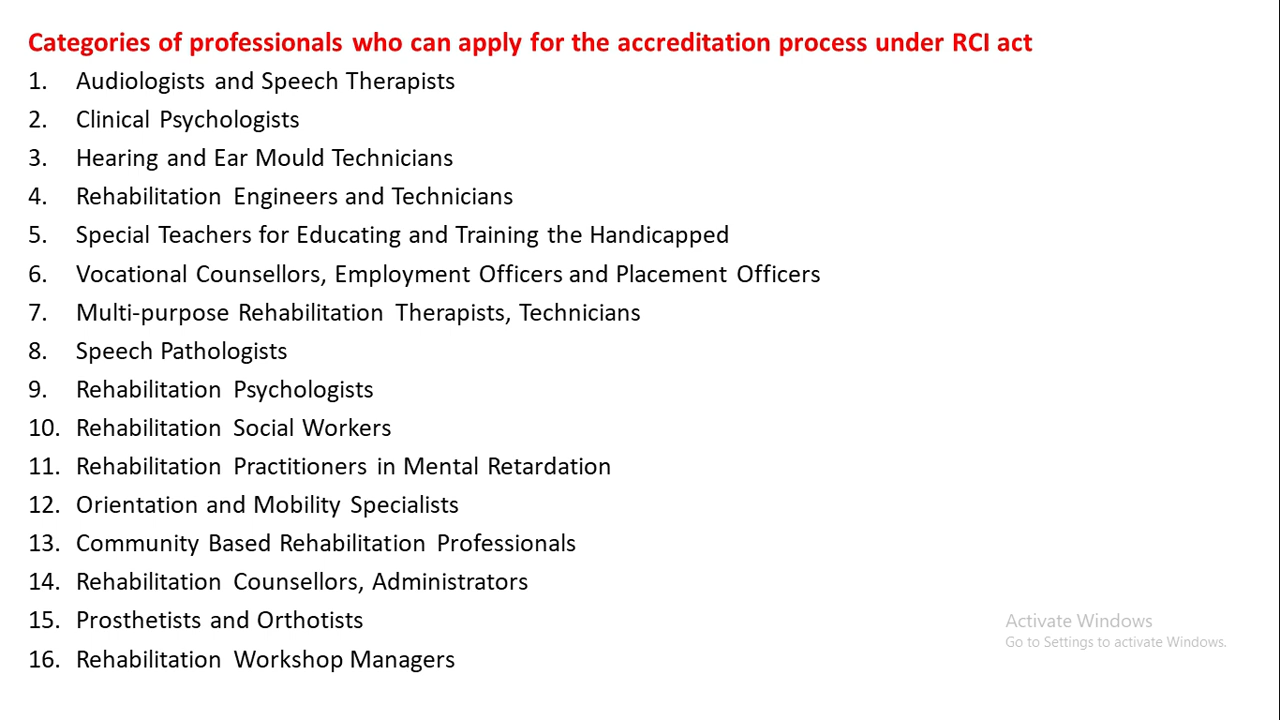 Categories of professionals who can apply for the accreditation process under RCI act
1. Audiologists and Speech Therapists
2. Clinical Psychologists
3. Hearing and Ear Mould Technicians
4. Rehabilitation Engineers and Technicians
5. Special Teachers for Educating and Training the Handicapped
6. Vocational Counsellors, Employment Officers and Placement Officers
7. Multi-purpose Rehabilitation Therapists, Technicians
8. Speech Pathologists
9. Rehabilitation Psychologists
10. Rehabilitation Social Workers
11. Rehabilitation Practitioners in Mental Retardation
12. Orientation and Mobility Specialists
13. Community Based Rehabilitation Professionals
14. Rehabilitation Counsellors, Administrators
15. Prosthetists and Orthotists
16. Rehabilitation Workshop Managers
Activate Windows
Go to Settings to activate Windows.